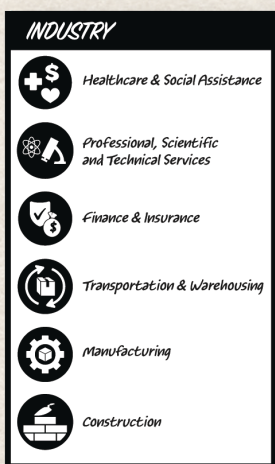 INDUSTRY
Healthcare & Social Assistance
Professional, Scientific
and Technical Services
Finance & Insurance
Transportation & Warehousing
Manufacturing
Construction